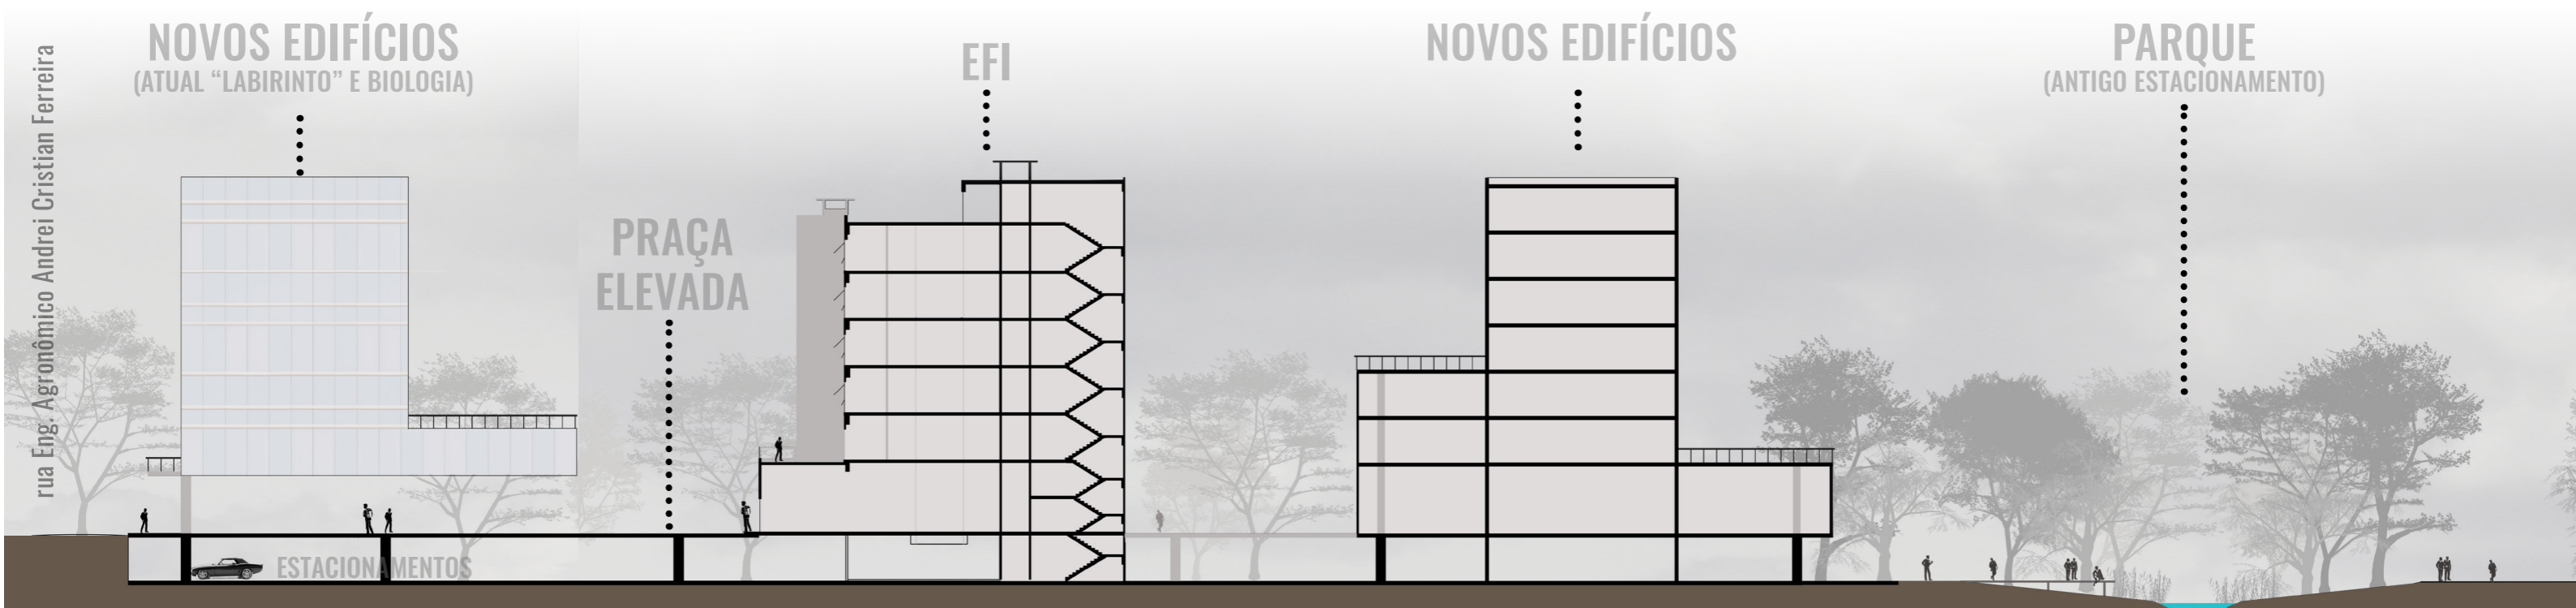 rua Eng. Agronômico Andrei Cristian Ferreira
NOVOS EDIFÍCIOS
(ATUAL “LABIRINTO” E BIOLOGIA)
PRAÇA
ELEVADA
EFI
NOVOS EDIFÍCIOS
PARQUE
(ANTIGO ESTACIONAMENTO)
ESTACIONAMENTOS